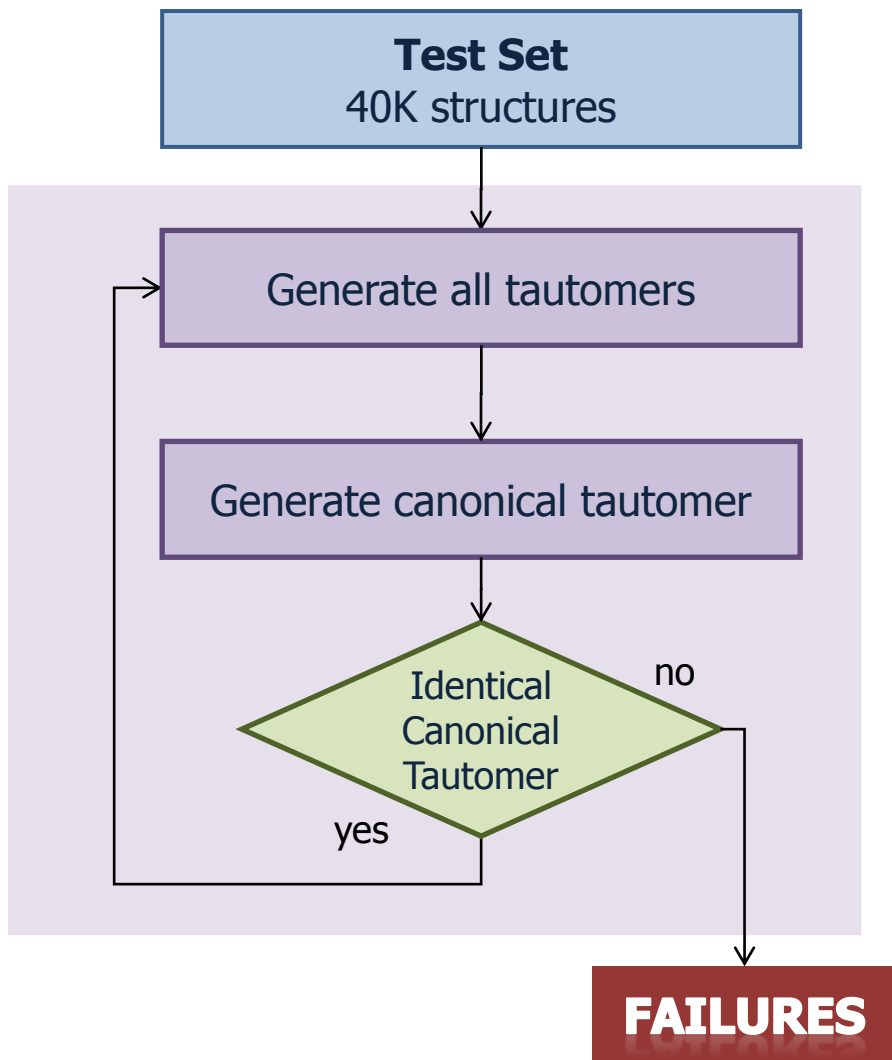 Test Set
40K structures
Generate all tautomers
Generate canonical tautomer
Identical
Canonical
Tautomer
no
yes
FAILURES